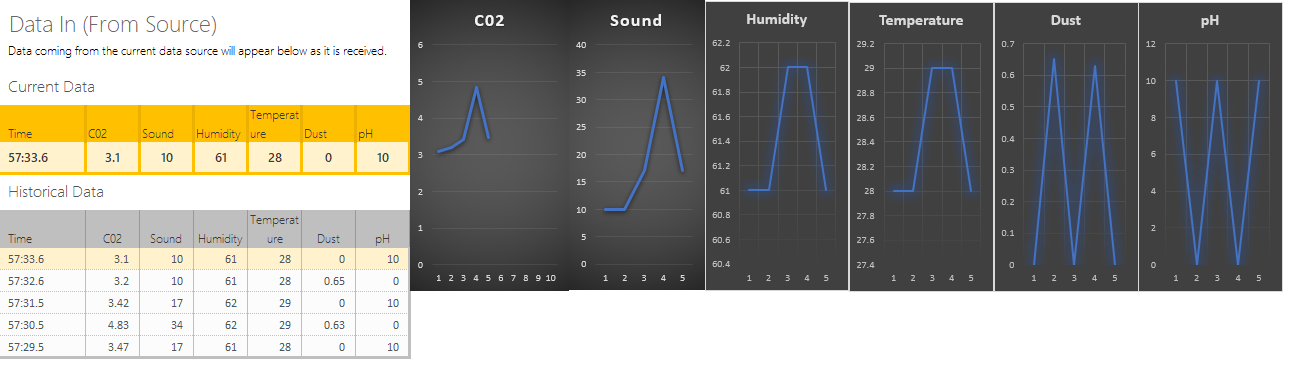 Data In (From Source)
Data coming from the current data source will appear below as it is received.
Current Data
Time C02 Sound Humidity Temperat
ure Dust pH
57:33.6 3.1 10 61 28 0 10
Historical Data
Time C02 Sound Humidity Temperat
ure Dust pH
57:33.6 3.1 10 61 28 0 10
57:32.6 3.2 10 61 28 0.65 0
57:31.5 3.42 17 62 29 0 10
57:30.5 4.83 34 62 29 0.63 0
57:29.5 3.47 17 61 28 0 10
C02
6
5
4
3
2
1
0
1 2 3 4 5 6 7 8 9 10
Sound
40
35
30
25
20
15
10
5
0
1 2 3 4 5
Humidity
62.2
62
61.8
61.6
61.4
61.2
61
60.8
60.6
60.4
1 2 3 4 5
Temperature
29.2
29
28.8
28.6
28.4
28.2
28
27.8
27.6
27.4
1 2 3 4 5
Dust
0.7
0.6
0.5
0.4
0.3
0.2
0.1
0
1 2 3 4 5
pH
12
10
8
6
4
2
0
1 2 3 4 5